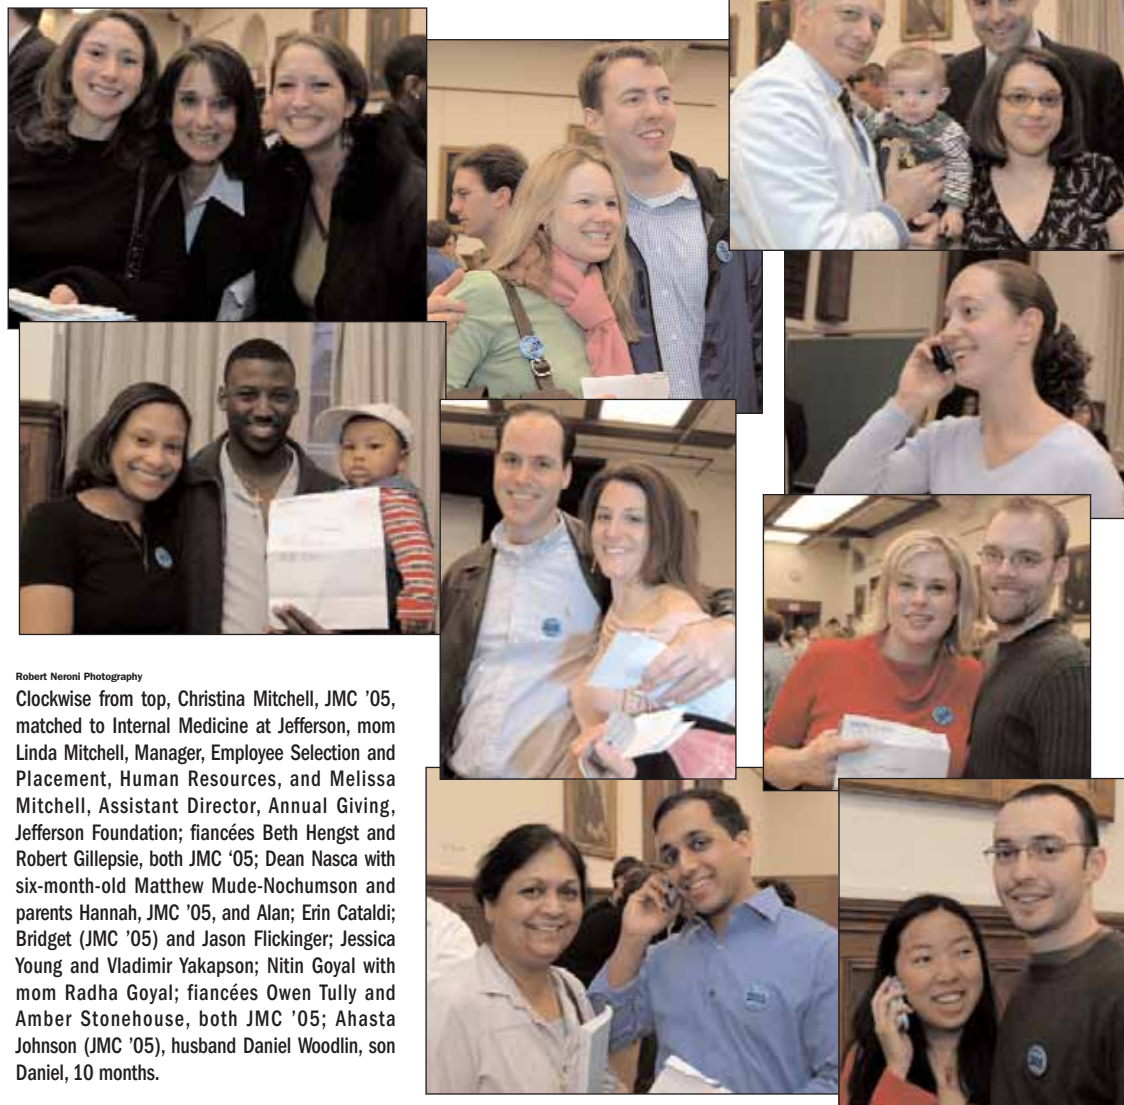 Robert Neroni Photography
Clockwise from top, Christina Mitchell, JMC ’05,
matched to Internal Medicine at Jefferson, mom
Linda Mitchell, Manager, Employee Selection and
Placement, Human Resources, and Melissa
Mitchell, Assistant Director, Annual Giving,
Jefferson Foundation; fiancées Beth Hengst and
Robert Gillepsie, both JMC ‘05; Dean Nasca with
six-month-old Matthew Mude-Nochumson and
parents Hannah, JMC ’05, and Alan; Erin Cataldi;
Bridget (JMC ’05) and Jason Flickinger; Jessica
Young and Vladimir Yakapson; Nitin Goyal with
mom Radha Goyal; fiancées Owen Tully and
Amber Stonehouse, both JMC ’05; Ahasta
Johnson (JMC ’05), husband Daniel Woodlin, son
Daniel, 10 months.